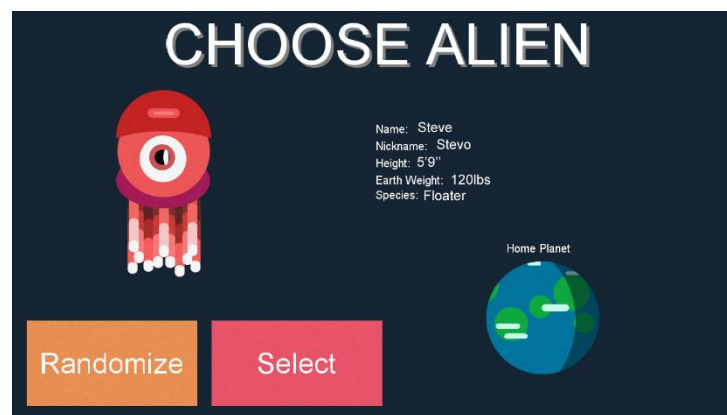 CHOOSE ALIEN
Name: Steve
Nickname: Stevo
Height: 5'9"
Earth Weight: 120lbs
Species: Floater
Home Planet
Randomize
Select